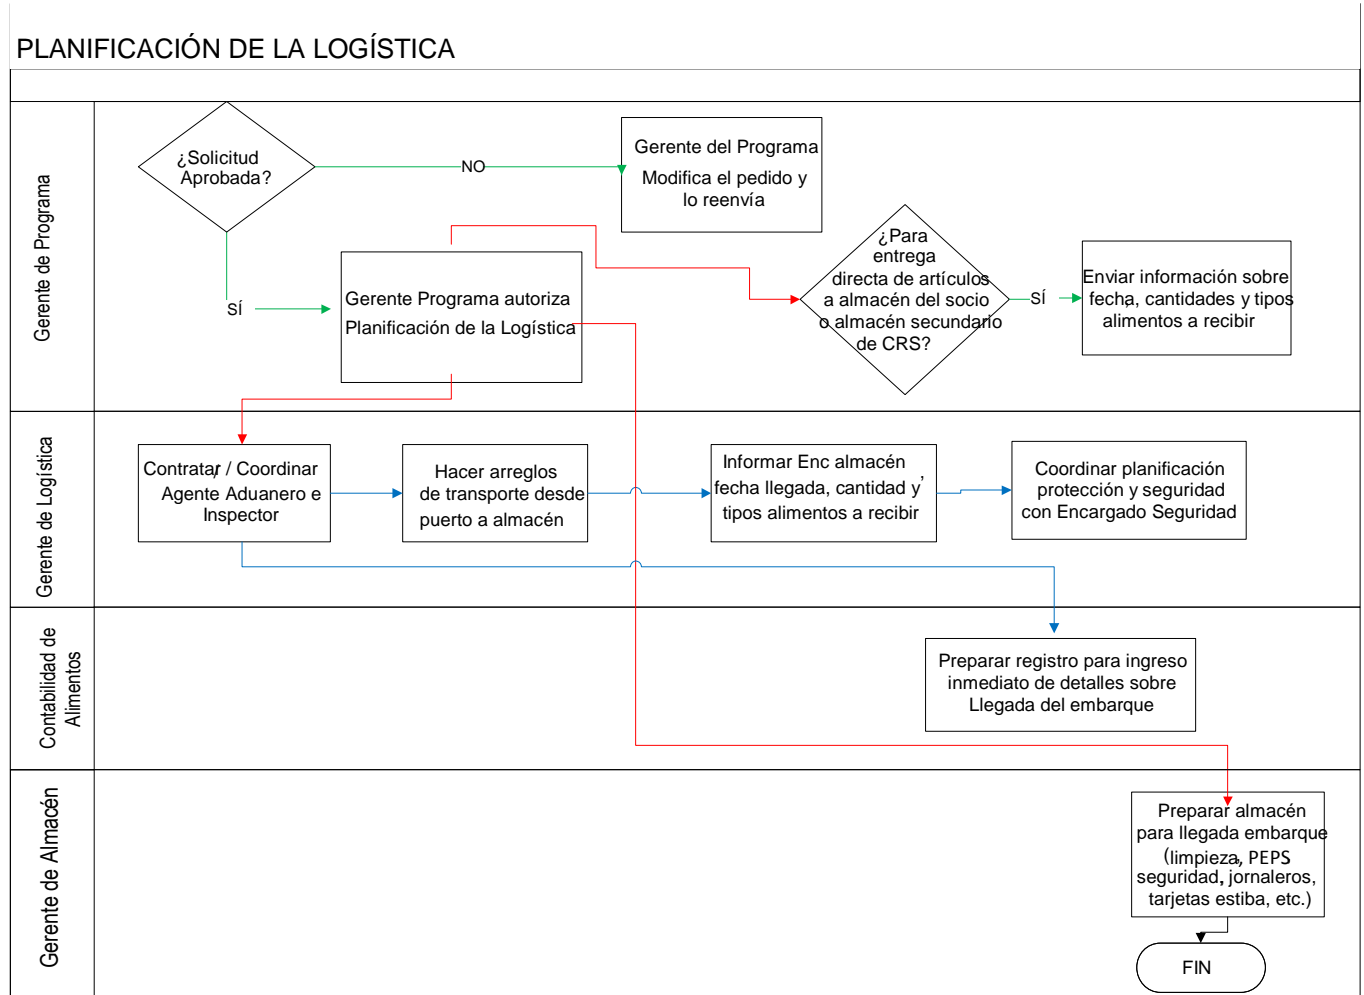 PLANIFICACIÓN DE LA LOGÍSTICA
Gerente de Programa
¿Solicitud
Aprobada?
NO
Gerente del Programa
Modifica el pedido y
lo reenvía
SÍ
Gerente Programa autoriza
Planificación de la Logística
¿Para
entrega
directa de artículos
a almacén del socio
o almacén secundario
de CRS?
SÍ
Enviar información sobre
fecha, cantidades y tipos
alimentos a recibir
Gerente de Logística
Contratar / Coordinar
Agente Aduanero e
Inspector
Hacer arreglos
de transporte desde
puerto a almacén
Informar Enc almacén
fecha llegada, cantidad y
tipos alimentos a recibir
Coordinar planificación
protección y seguridad
con Encargado Seguridad
Contabilidad de
Alimentos
Preparar registro para ingreso
inmediato de detalles sobre
Llegada del embarque
Gerente de Almacén
Preparar almacén
para llegada embarque
(limpieza, PEPS
seguridad, jornaleros,
tarjetas estiba, etc.)
FIN